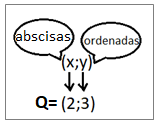 abscisas
ordenadas
(x;y)
Q= (2;3)